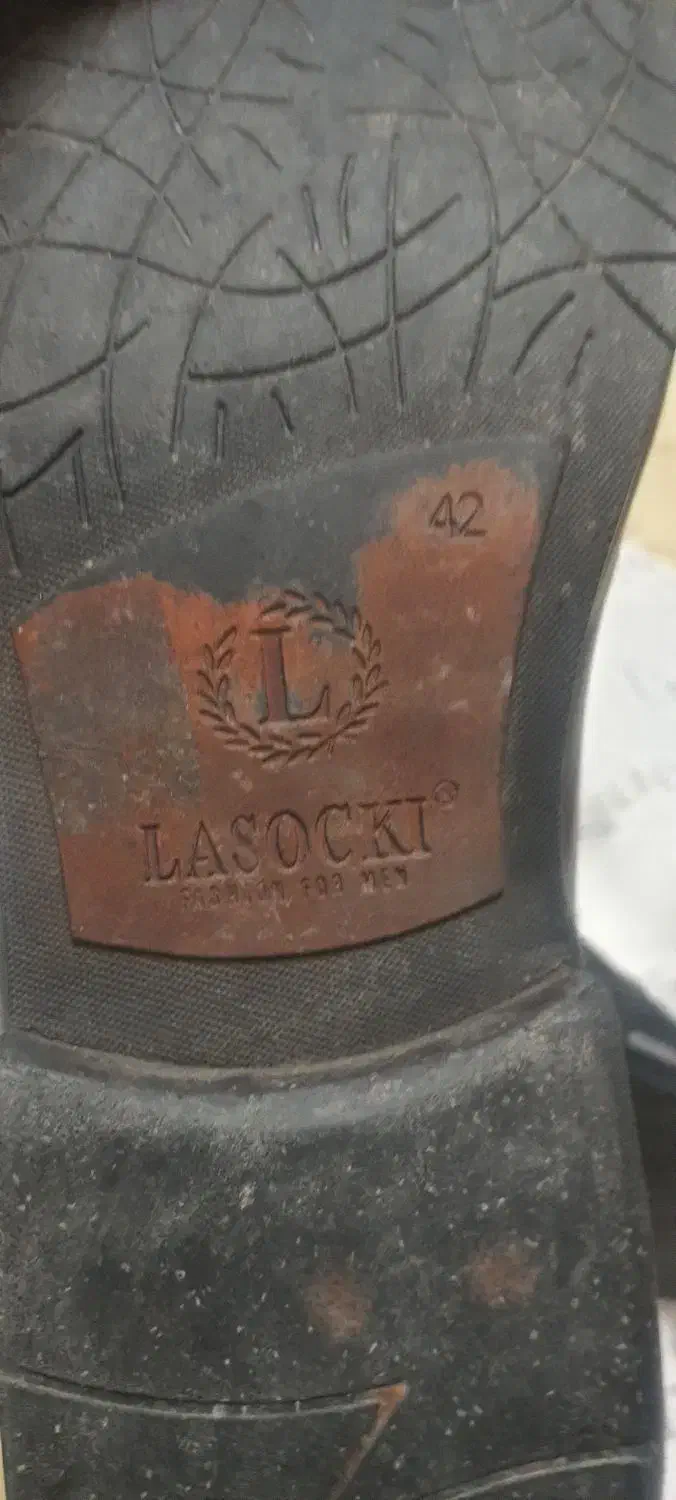 42
L
LASOCKI®
FASHION FOR MEN